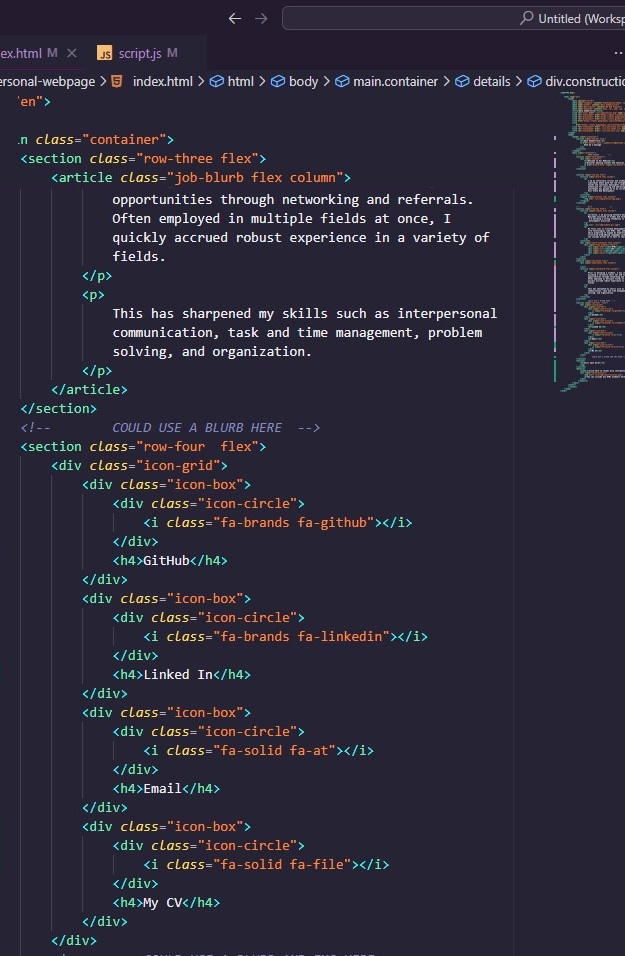 Untitled (Worksp
ex.html M
JS script.js M
ersonal-webpage > index.html > html > body > main.container > details > div.constructio
'en">
n class="container">
<section class="row-three flex">
<article class="job-blurb flex column">
opportunities through networking and referrals.
Often employed in multiple fields at once, I
quickly accrued robust experience in a variety of
fields.
</p>
<p>
This has sharpened my skills such as interpersonal
communication, task and time management, problem
solving, and organization.
</p>
</article>
</section>
<!-- COULD USE A BLURB HERE -->
<section class="row-four  flex">
<div class="icon-grid">
<div class="icon-box">
<div class="icon-circle">
<i class="fa-brands fa-github"></i>
</div>
<h4>GitHub</h4>
</div>
<div class="icon-box">
<div class="icon-circle">
<i class="fa-brands fa-linkedin"></i>
</div>
<h4>Linked In</h4>
</div>
<div class="icon-box">
<div class="icon-circle">
<i class="fa-solid fa-at"></i>
</div>
<h4>Email</h4>
</div>
<div class="icon-box">
<div class="icon-circle">
<i class="fa-solid fa-file"></i>
</div>
<h4>My CV</h4>
</div>
</div>